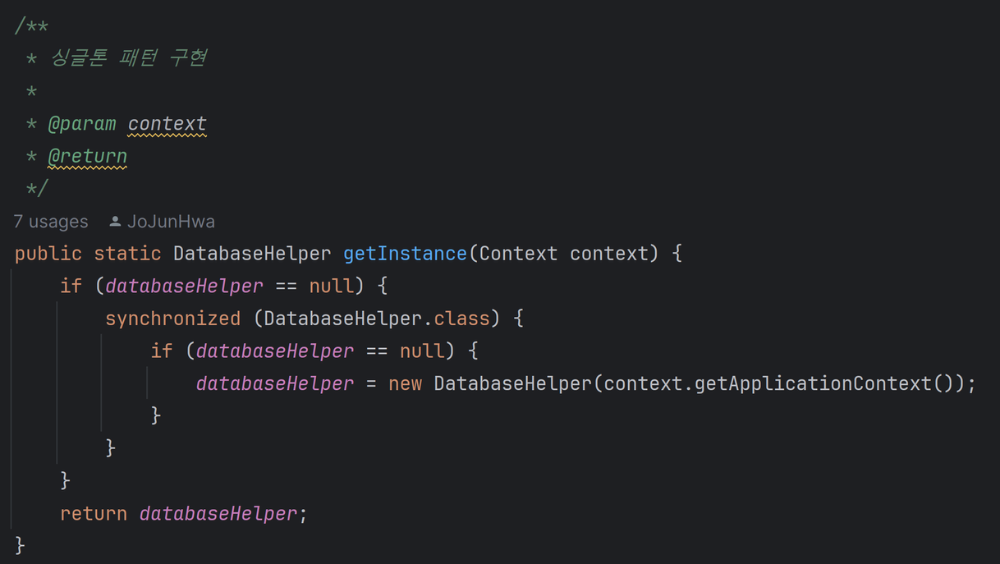 /**
 * 싱글톤 패턴 구현
 *
 * @param context
 * @return
 */
7 usages JoJunHwa
public static DatabaseHelper getInstance(Context context) {
    if (databaseHelper == null) {
        synchronized (DatabaseHelper.class) {
            if (databaseHelper == null) {
                databaseHelper = new DatabaseHelper(context.getApplicationContext());
            }
        }
    }
    return databaseHelper;
}